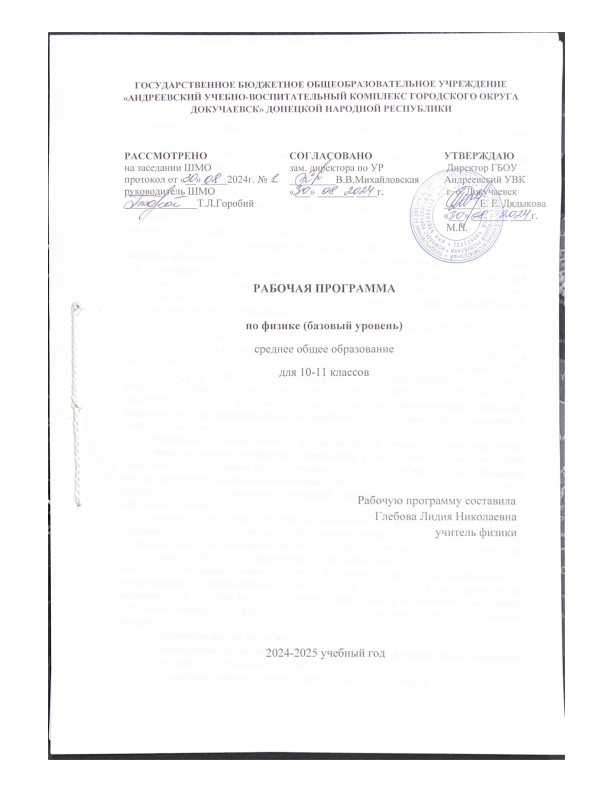 ГОСУДАРСТВЕННОЕ БЮДЖЕТНОЕ ОБЩЕОБРАЗОВАТЕЛЬНОЕ УЧРЕЖДЕНИЕ
«АНДРЕЕВСКИЙ УЧЕБНО-ВОСПИТАТЕЛЬНЫЙ КОМПЛЕКС ГОРОДСКОГО ОКРУГА
ДОКУЧАЕВСК» ДОНЕЦКОЙ НАРОДНОЙ РЕСПУБЛИКИ
РАССМОТРЕНО
на заседании ШМО
протокол от «30» 08 2024г. № 1
руководитель ШМО
Т.Л.Горобий
СОГЛАСОВАНО
зам. директора по УР
В.В.Михайловская
«30» 08 2024 г.
УТВЕРЖДАЮ
Директор ГБОУ
Андреевский УВК
г. о. Докучаевск
Е. Е. Дядыкова
«30» 08 2024 г.
М.П.
РАБОЧАЯ ПРОГРАММА
по физике (базовый уровень)
среднее общее образование
для 10-11 классов
Рабочую программу составила
Глебова Лидия Николаевна
учитель физики
2024-2025 учебный год